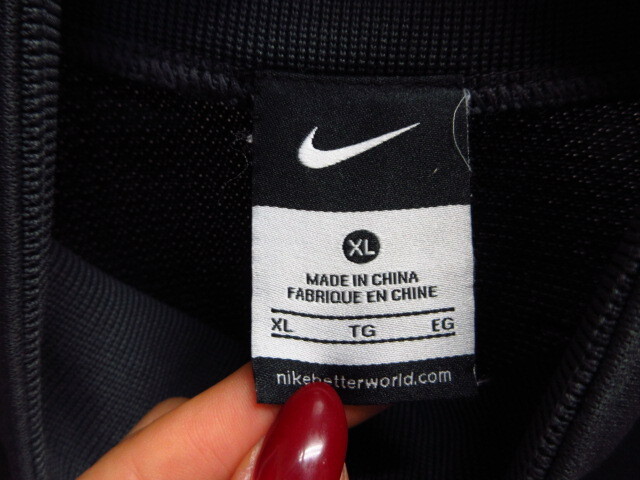 XL
MADE IN CHINA
FABRIQUE EN CHINE
XL TG EG
nikebetterworld.com